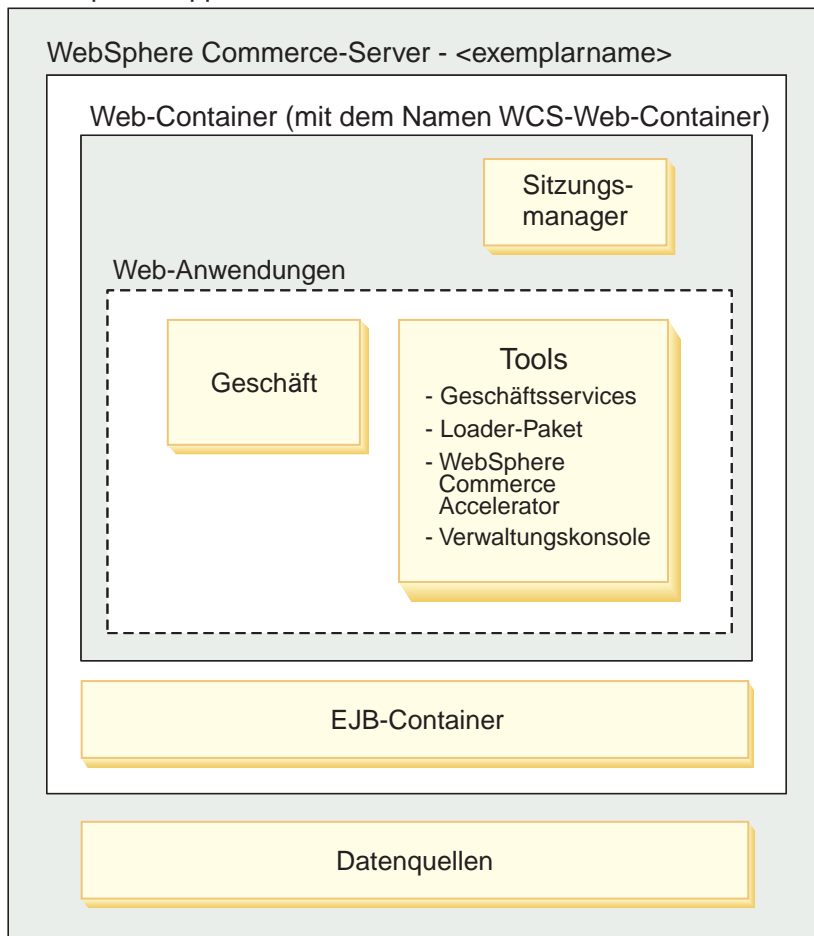 WebSphere Commerce-Server - <exemplarname>
Web-Container (mit dem Namen WCS-Web-Container)
Sitzungs-
manager
Web-Anwendungen
Geschäft
Tools
- Geschäftsservices
- Loader-Paket
- WebSphere
Commerce
Accelerator
- Verwaltungskonsole
EJB-Container
Datenquellen